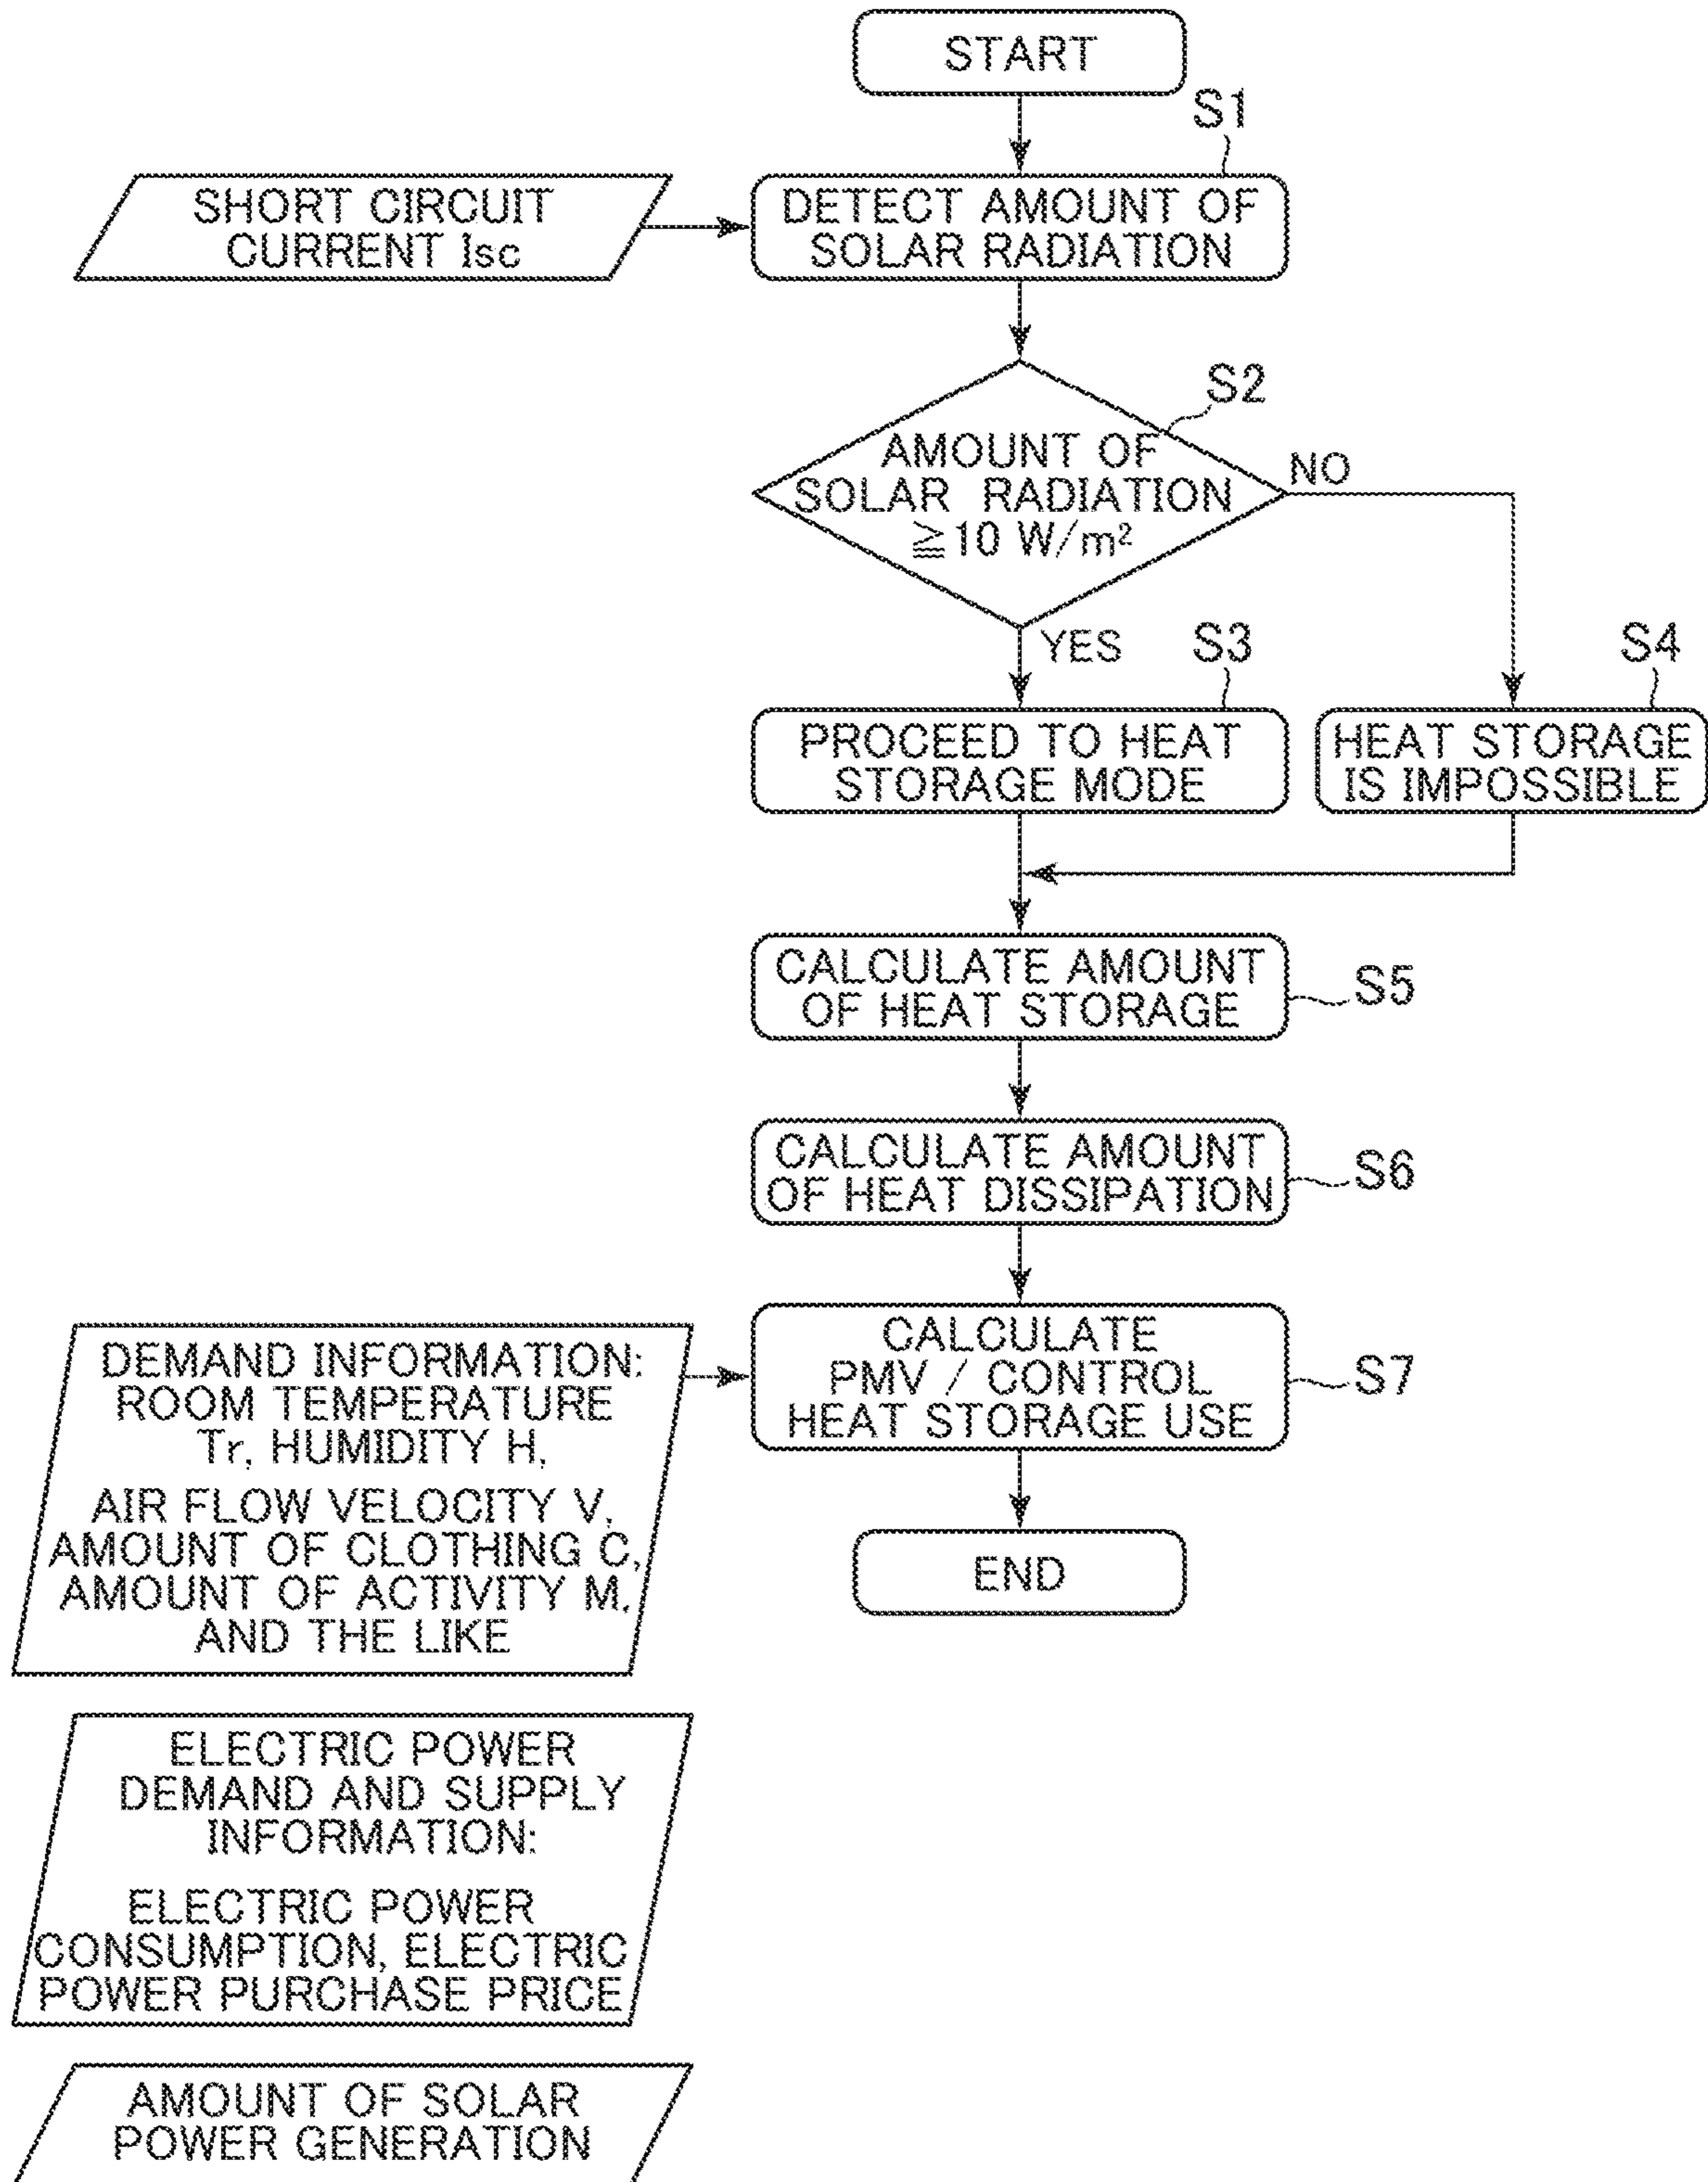 START
S1
SHORT CIRCUIT
CURRENT Isc
DETECT AMOUNT OF
SOLAR RADIATION
S2
AMOUNT OF
SOLAR RADIATION
≧10 W/m²
NO
YES
S3
S4
PROCEED TO HEAT
STORAGE MODE
HEAT STORAGE
IS IMPOSSIBLE
CALCULATE AMOUNT
OF HEAT STORAGE
S5
CALCULATE AMOUNT
OF HEAT DISSIPATION
S6
CALCULATE
PMV / CONTROL
HEAT STORAGE USE
S7
DEMAND INFORMATION:
ROOM TEMPERATURE
Tr, HUMIDITY H,
AIR FLOW VELOCITY V,
AMOUNT OF CLOTHING C,
AMOUNT OF ACTIVITY M,
AND THE LIKE
END
ELECTRIC POWER
DEMAND AND SUPPLY
INFORMATION:
ELECTRIC POWER
CONSUMPTION, ELECTRIC
POWER PURCHASE PRICE
AMOUNT OF SOLAR
POWER GENERATION